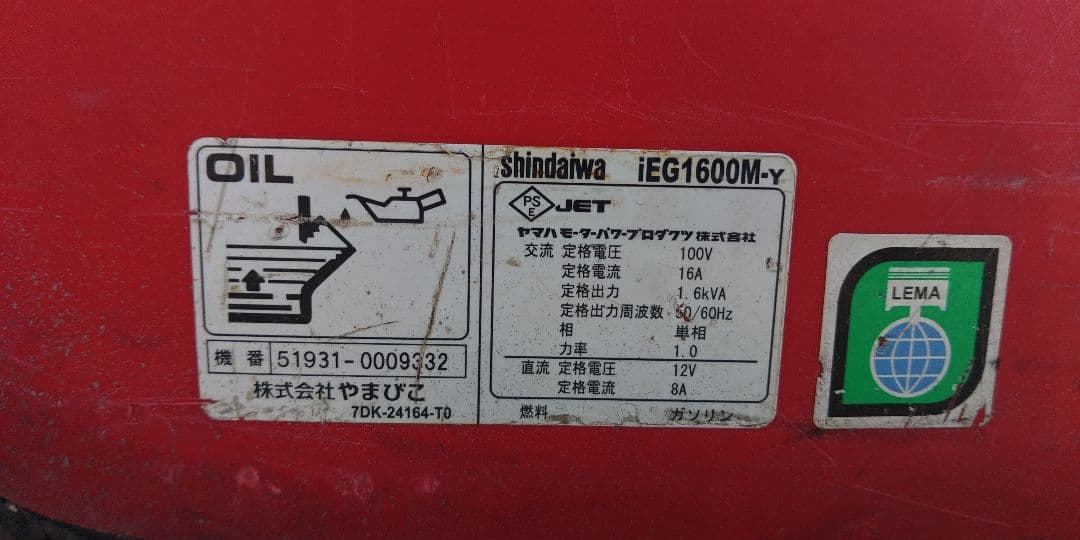 OIL
機番 51931-0009332
株式会社やまびこ
7DK-24164-T0
shindaiwa iEG1600M-Y
PS E JET
ヤマハモーターパワープロダクツ株式会社
交流 定格電圧 100V
定格電流 16A
定格出力 1.6kVA
定格出力周波数 50/60Hz
相 単相
力率 1.0
直流 定格電圧 12V
定格電流 8A
燃料 ガソリン
LEMA